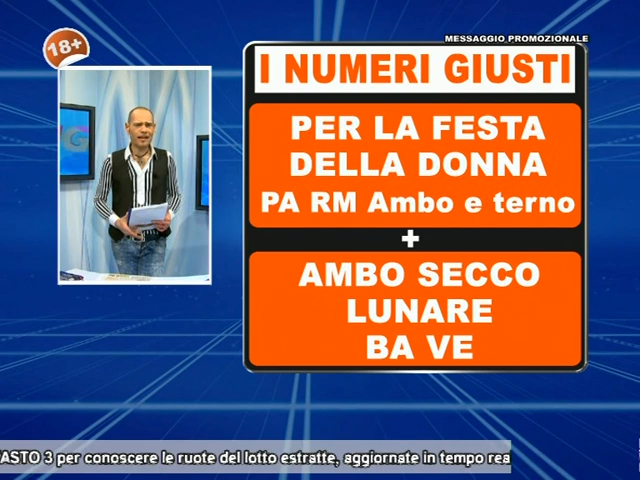 18+
MESSAGGIO PROMOZIONALE
I NUMERI GIUSTI
PER LA FESTA
DELLA DONNA
PA RM Ambo e terno
+
AMBO SECCO
LUNARE
BA VE
ASTO 3 per conoscere le ruote del lotto estratte, aggiornate in tempo rea